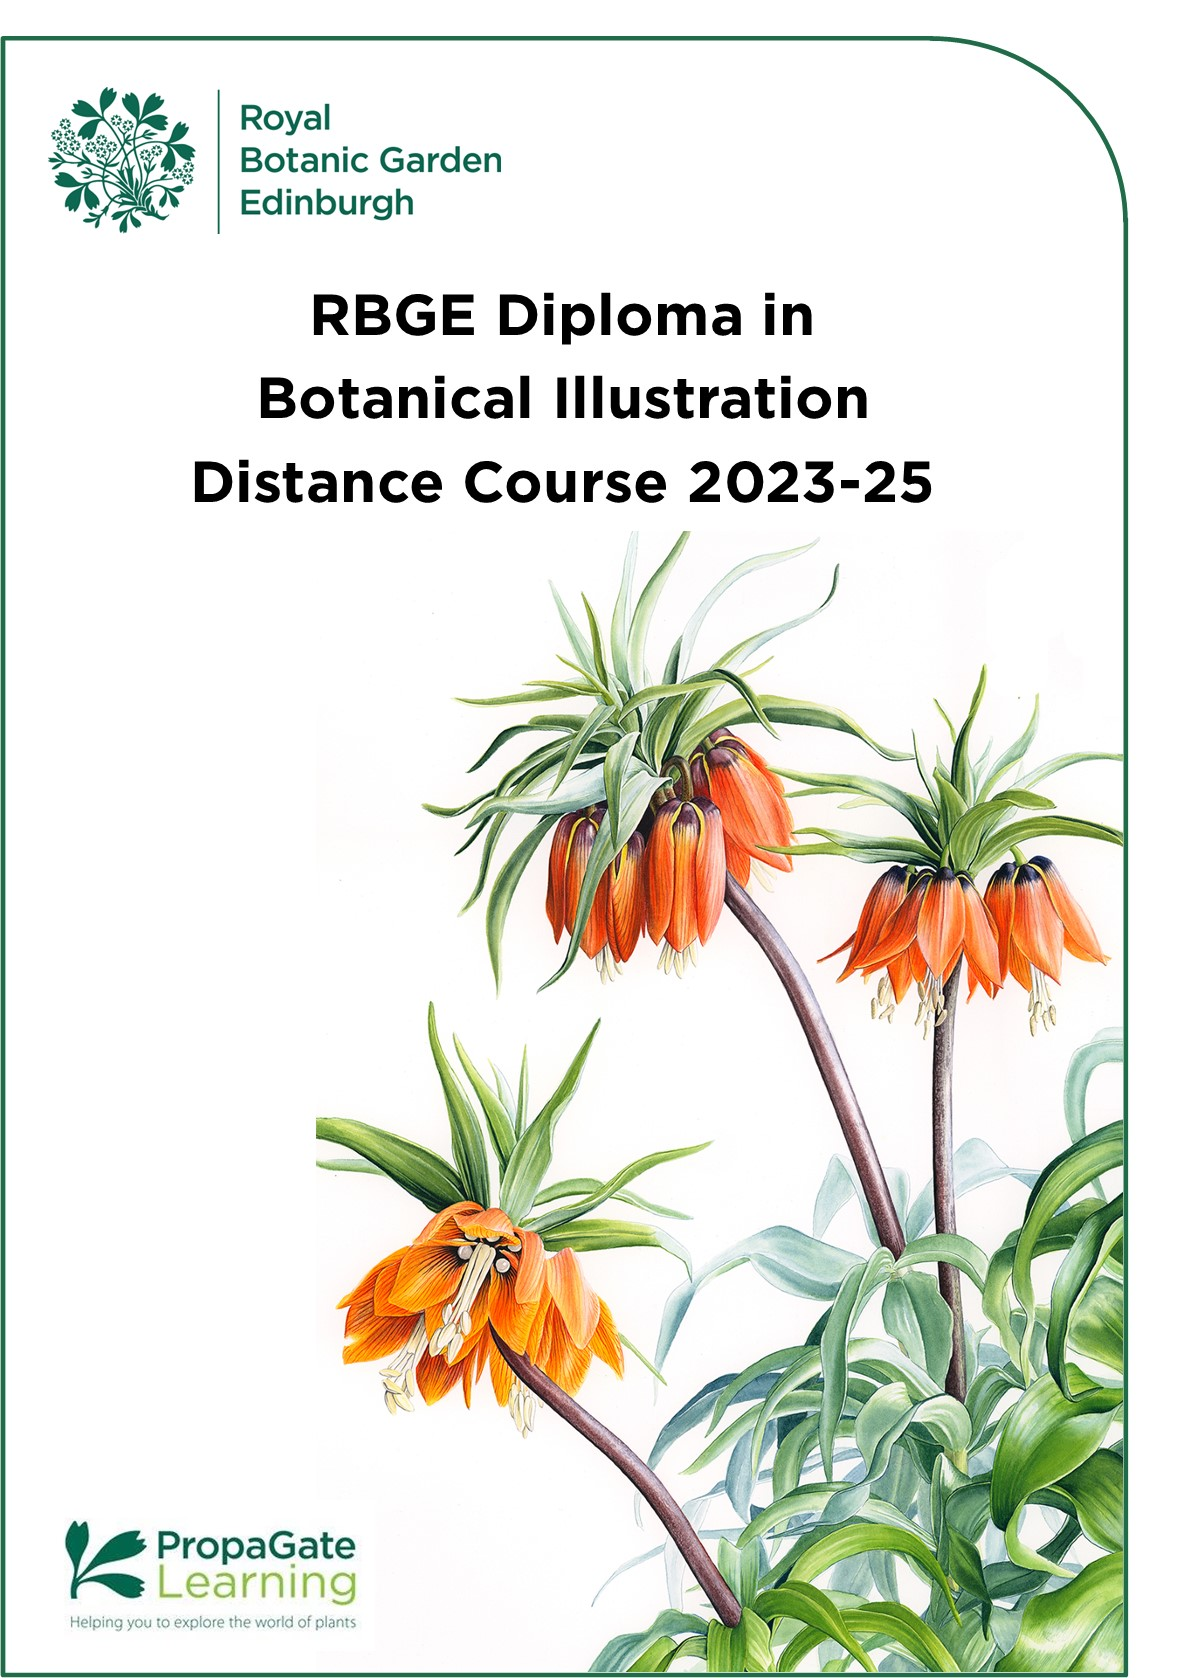 Royal
Botanic Garden
Edinburgh
RBGE Diploma in
Botanical Illustration
Distance Course 2023-25
PropaGate
Learning
Helping you to explore the world of plants